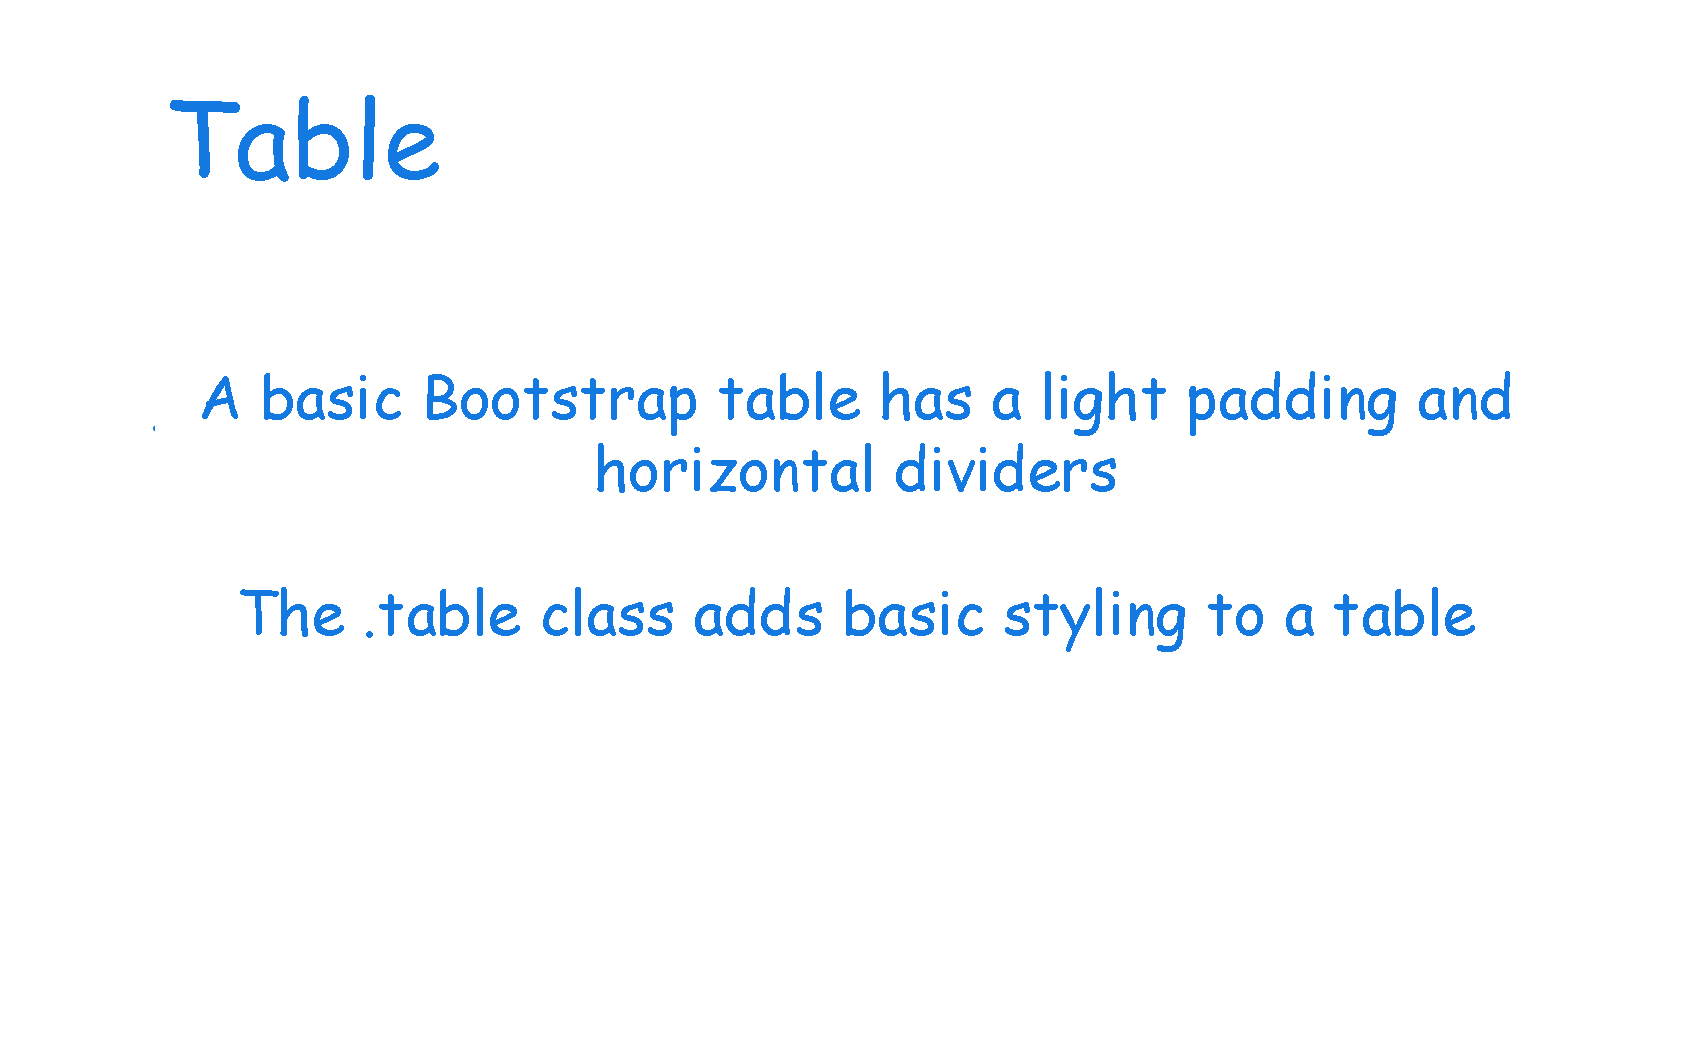 Table
A basic Bootstrap table has a light padding and
horizontal dividers
The .table class adds basic styling to a table